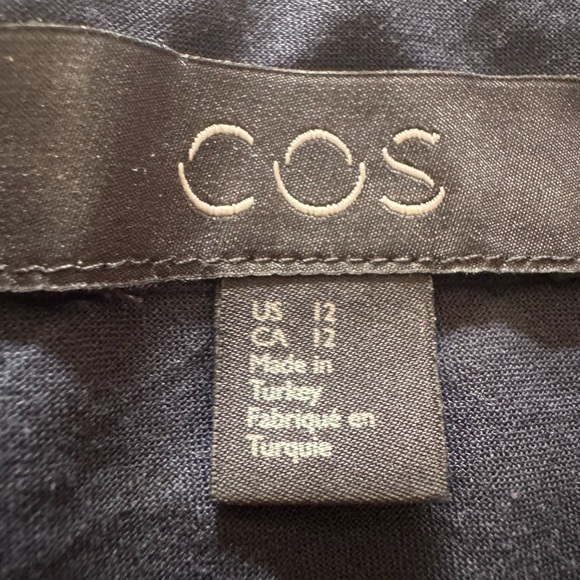 COS
US 12
CA 12
Made in
Turkey
Fabriqué en
Turquie